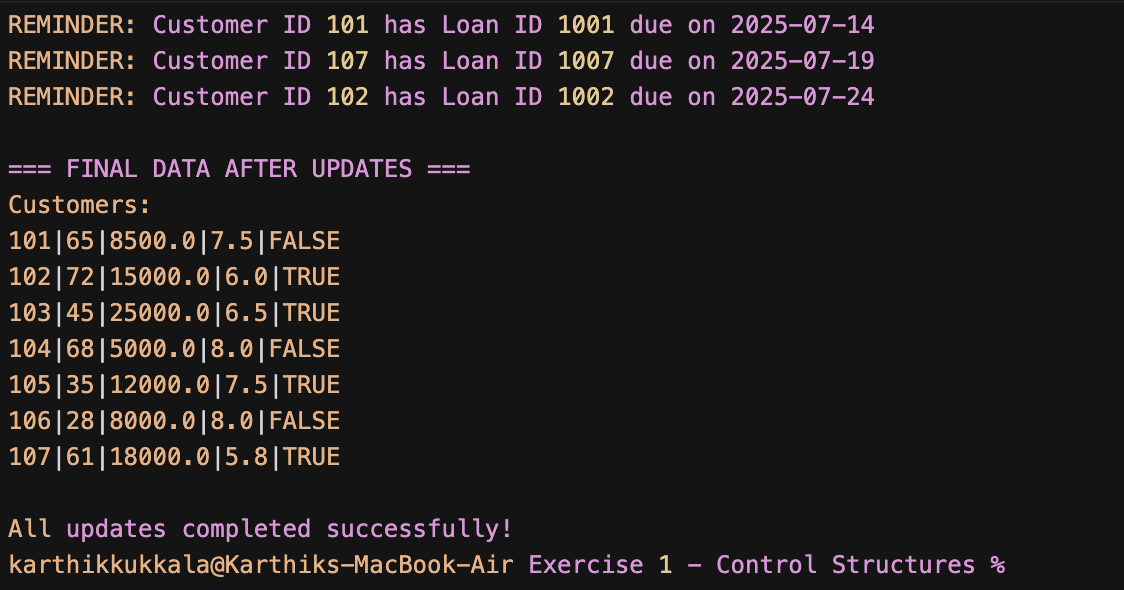 REMINDER: Customer ID 101 has Loan ID 1001 due on 2025-07-14
REMINDER: Customer ID 107 has Loan ID 1007 due on 2025-07-19
REMINDER: Customer ID 102 has Loan ID 1002 due on 2025-07-24
=== FINAL DATA AFTER UPDATES ===
Customers:
101|65|8500.0|7.5|FALSE
102|72|15000.0|6.0|TRUE
103|45|25000.0|6.5|TRUE
104|68|5000.0|8.0|FALSE
105|35|12000.0|7.5|TRUE
106|28|8000.0|8.0|FALSE
107|61|18000.0|5.8|TRUE
All updates completed successfully!
karthikkukkala@Karthiks-MacBook-Air Exercise 1 - Control Structures %